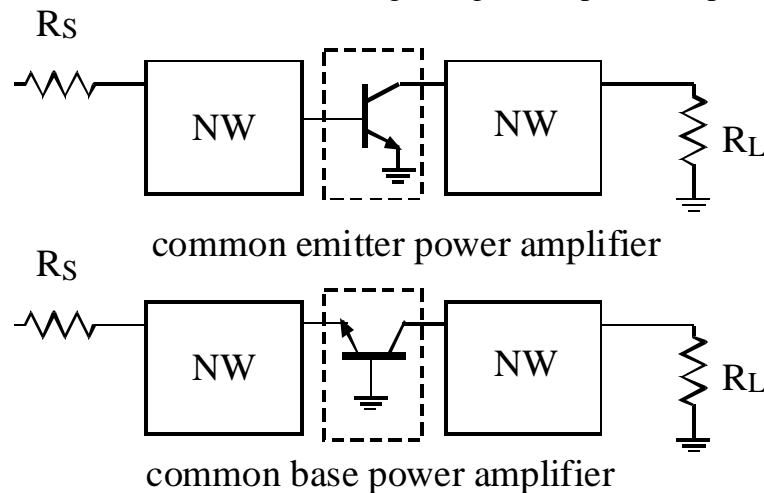 RS
NW
NW
RL
common emitter power amplifier
RS
NW
NW
RL
common base power amplifier